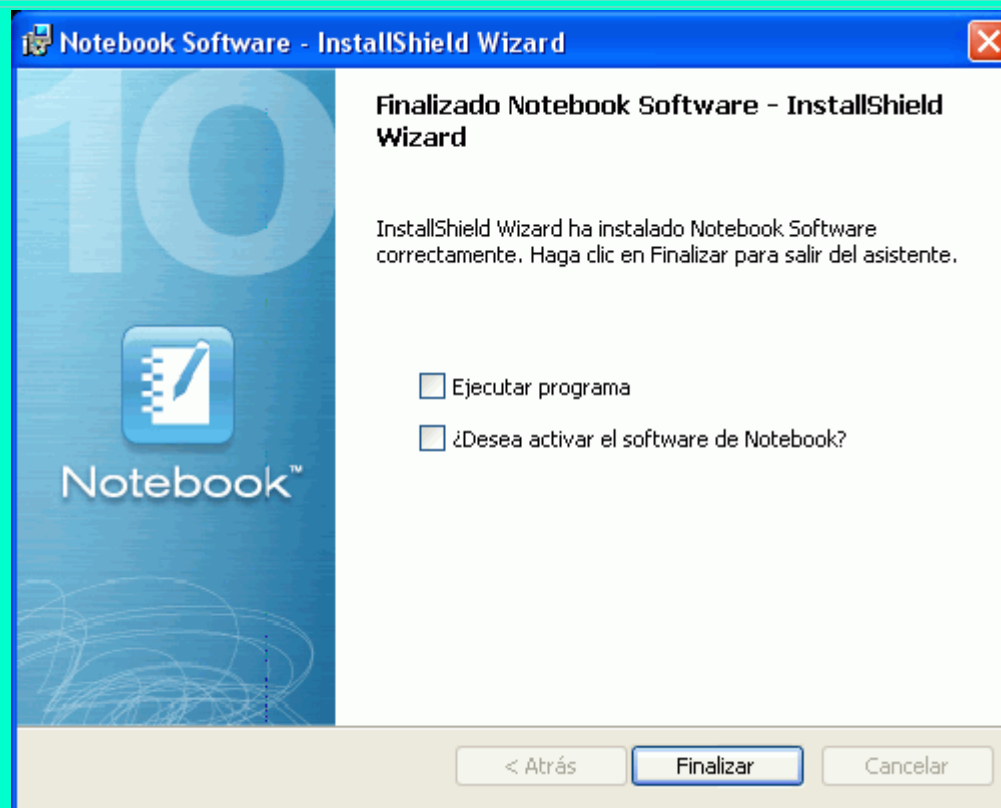 Notebook Software - InstallShield Wizard
10
Finalizado Notebook Software - InstallShield
Wizard
InstallShield Wizard ha instalado Notebook Software
correctamente. Haga clic en Finalizar para salir del asistente.
Ejecutar programa
¿Desea activar el software de Notebook?
Notebook™
< Atrás
Finalizar
Cancelar